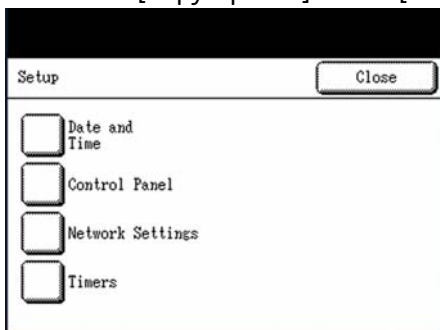 Setup
Close
Date and
Time
Control Panel
Network Settings
Timers